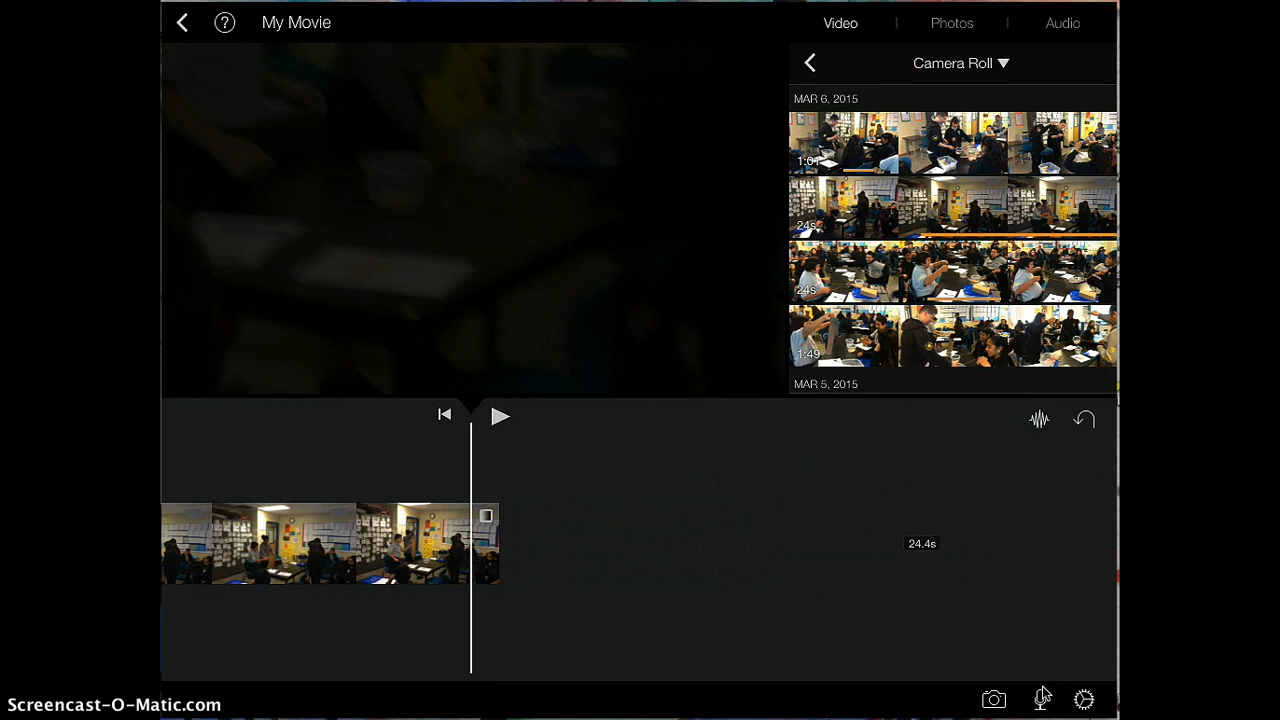 ? My Movie
Video | Photos | Audio
Camera Roll
MAR 6, 2015
1:01
24s
24s
1:49
MAR 5, 2015
24.4s
Screencast-O-Matic.com